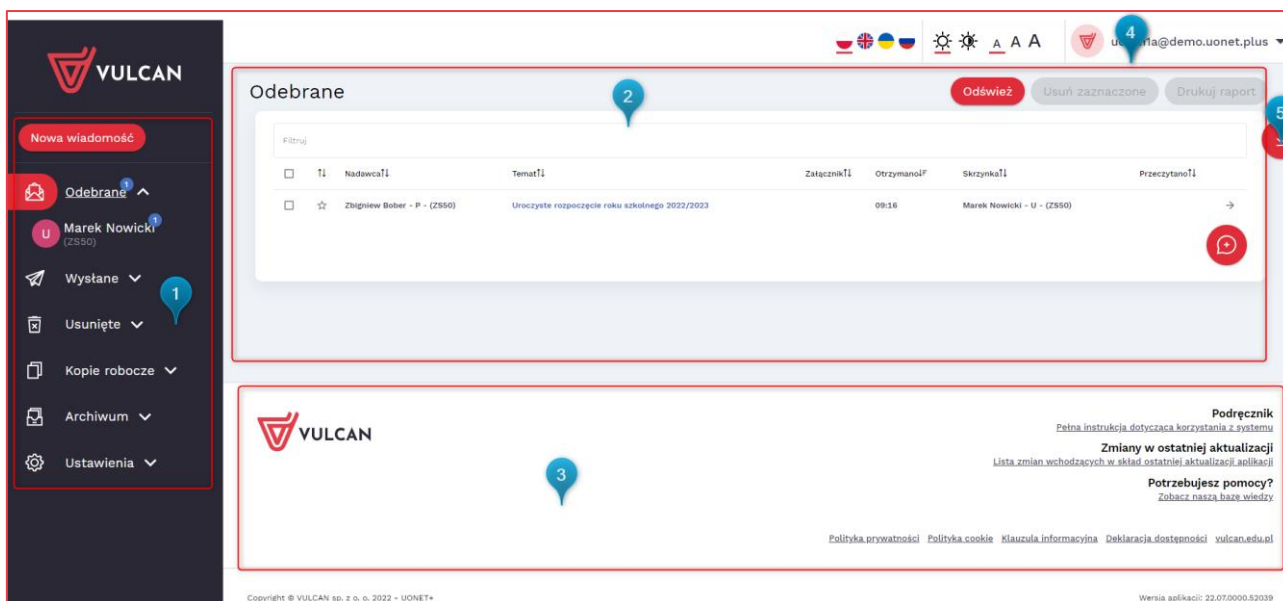 VULCAN
A A A
4
1a@demo.uonet.plus
Nowa wiadomość
Odebrane 1
U Marek Nowicki 1
(ZS50)
Wysłane
1
Usunięte
Kopie robocze
Archiwum
Ustawienia
Odebrane
2
Odśwież Usuń zaznaczone Drukuj raport
5
Filtruj
Nadawca Temat Załącznik Otrzymano Skrzynka Przeczytano
Zbigniew Bober - P - (ZS50) Uroczyste rozpoczęcie roku szkolnego 2022/2023 09:16 Marek Nowicki - U - (ZS50)
VULCAN
3
Podręcznik
Pełna instrukcja dotycząca korzystania z systemu
Zmiany w ostatniej aktualizacji
Lista zmian wchodzących w skład ostatniej aktualizacji aplikacji
Potrzebujesz pomocy?
Zobacz naszą bazę wiedzy
Polityka prywatności Polityka cookie Klauzula informacyjna Deklaracja dostępności vulcan.edu.pl
Copyright © VULCAN sp. z o. o. 2022 - UONET+
Wersja aplikacji: 22.07.0000.52039